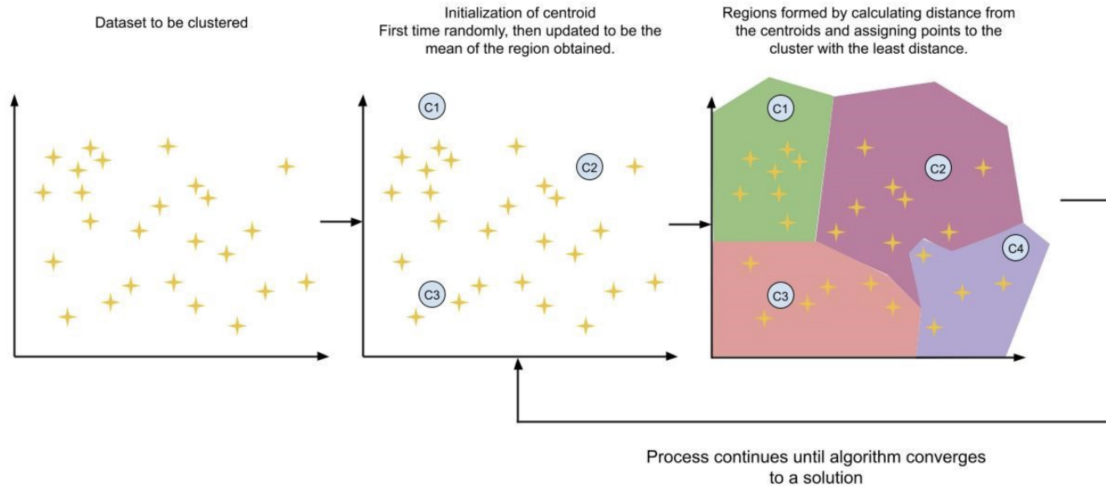 Dataset to be clustered
Initialization of centroid
First time randomly, then updated to be the
mean of the region obtained.
Regions formed by calculating distance from
the centroids and assigning points to the
cluster with the least distance.
C1
C2
C3
C1
C2
C4
C3
Process continues until algorithm converges
to a solution